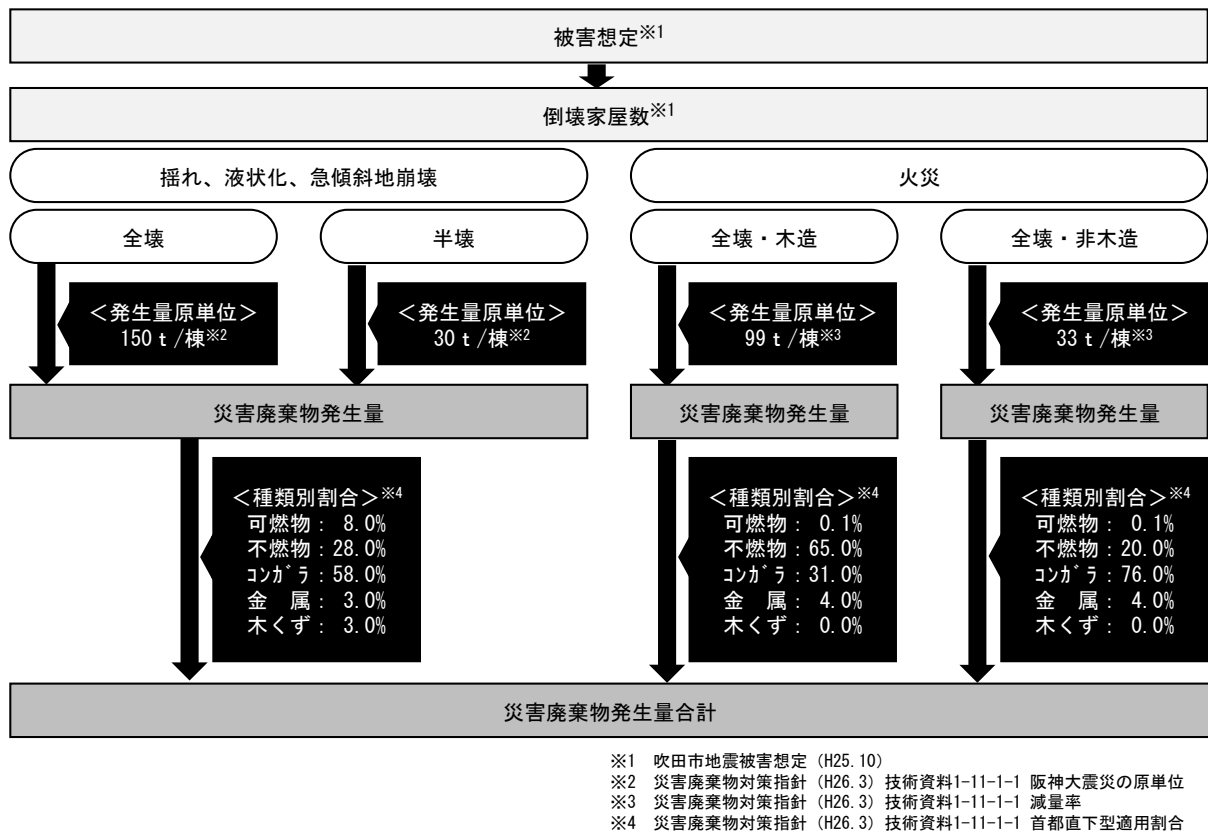 被害想定※1
倒壊家屋数※1
揺れ、液状化、急傾斜地崩壊
火災
全壊
半壊
全壊・木造
全壊・非木造
＜発生量原単位＞
150 t /棟※2
＜発生量原単位＞
30 t /棟※2
＜発生量原単位＞
99 t /棟※3
＜発生量原単位＞
33 t /棟※3
災害廃棄物発生量
災害廃棄物発生量
災害廃棄物発生量
＜種類別割合＞※4
可燃物： 8.0%
不燃物：28.0%
ｺﾝｶﾞﾗ：58.0%
金　属： 3.0%
木くず： 3.0%
＜種類別割合＞※4
可燃物： 0.1%
不燃物：65.0%
ｺﾝｶﾞﾗ：31.0%
金　属： 4.0%
木くず： 0.0%
＜種類別割合＞※4
可燃物： 0.1%
不燃物：20.0%
ｺﾝｶﾞﾗ：76.0%
金　属： 4.0%
木くず： 0.0%
災害廃棄物発生量合計
※1　吹田市地震被害想定（H25.10）
※2　災害廃棄物対策指針（H26.3）技術資料1-11-1-1 阪神大震災の原単位
※3　災害廃棄物対策指針（H26.3）技術資料1-11-1-1 減量率
※4　災害廃棄物対策指針（H26.3）技術資料1-11-1-1 首都直下型適用割合